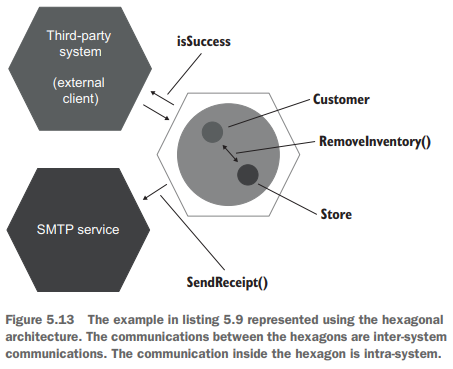 Third-party
system
(external
client)
isSuccess
Customer
RemoveInventory()
Store
SMTP service
SendReceipt()
Figure 5.13 The example in listing 5.9 represented using the hexagonal
architecture. The communications between the hexagons are inter-system
communications. The communication inside the hexagon is intra-system.